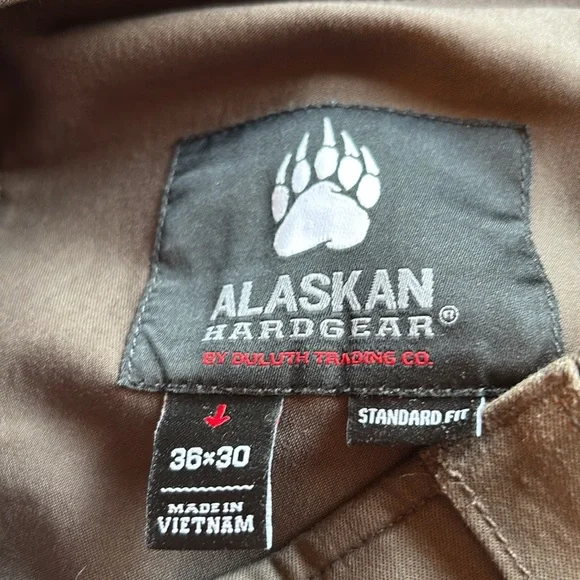 ALASKAN
HARDGEAR®
BY DULUTH TRADING CO.
STANDARD FIT
36×30
MADE IN
VIETNAM